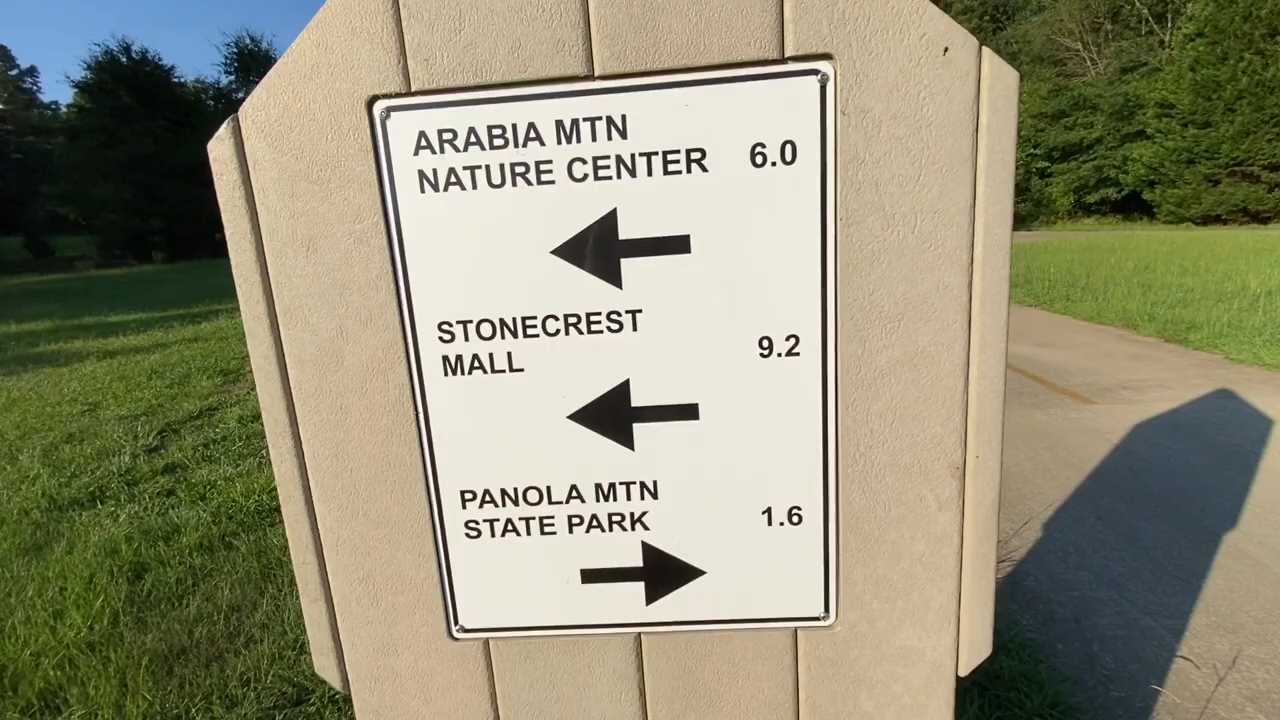 ARABIA MTN
NATURE CENTER 6.0
STONECREST
MALL 9.2
PANOLA MTN
STATE PARK 1.6